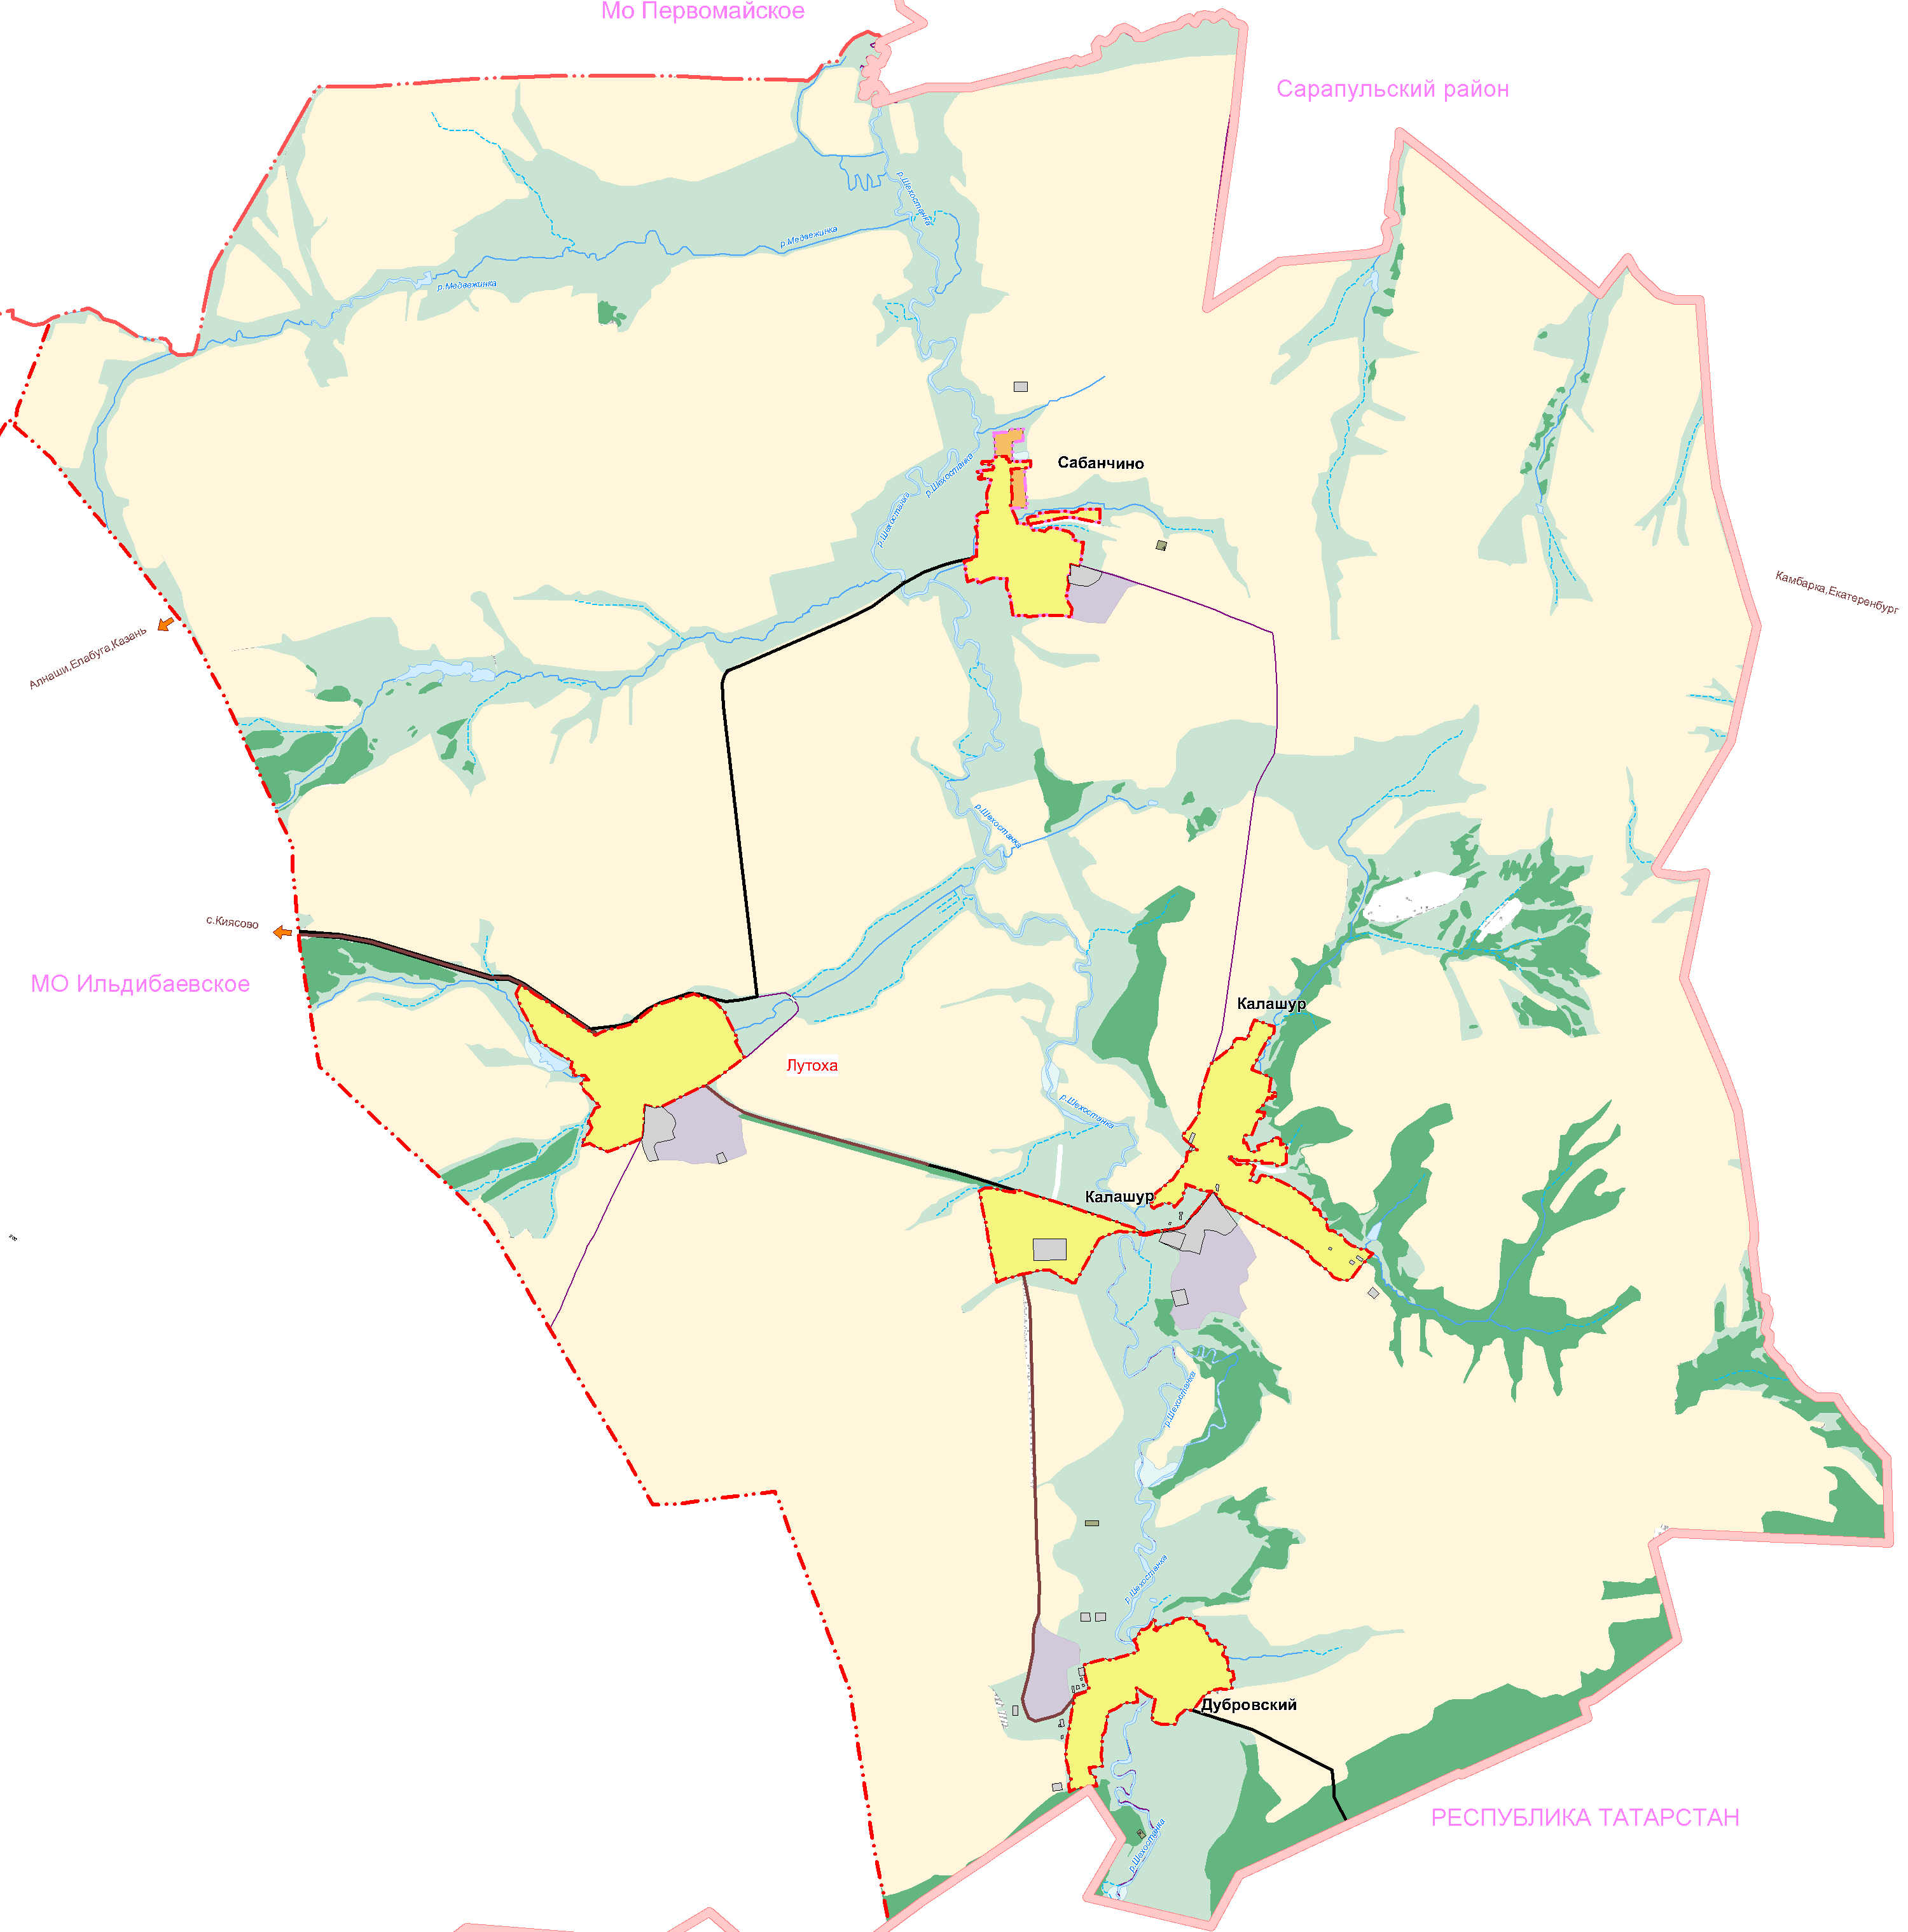 Мо Первомайское
Сарапульский район
р.Шехостанка
р.Медвежинка
р.Медвежинка
Сабанчино
р.Шехостанка
р.Шехостанка
Камбарка,Екатеренбург
Алнаши,Елабуга,Казань
р.Шехостанка
с.Киясово
МО Ильдибаевское
Калашур
Лутоха
р.Шехостанка
Калашур
р.Шехостанка
р.Шехостанка
Дубровский
РЕСПУБЛИКА ТАТАРСТАН
р.Шехостанка